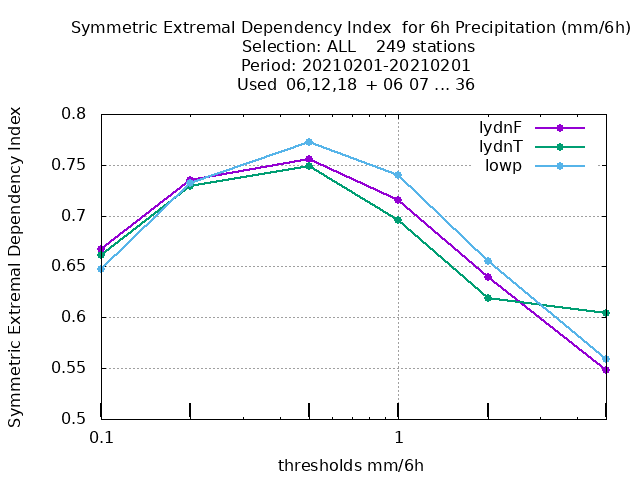 Symmetric Extremal Dependency Index  for 6h Precipitation (mm/6h)
Selection: ALL    249 stations
Period: 20210201-20210201
Used  06,12,18  + 06 07 ... 36
Symmetric Extremal Dependency Index
0.8
0.75
0.7
0.65
0.6
0.55
0.5
lydnF
lydnT
lowp
0.1
1
thresholds mm/6h